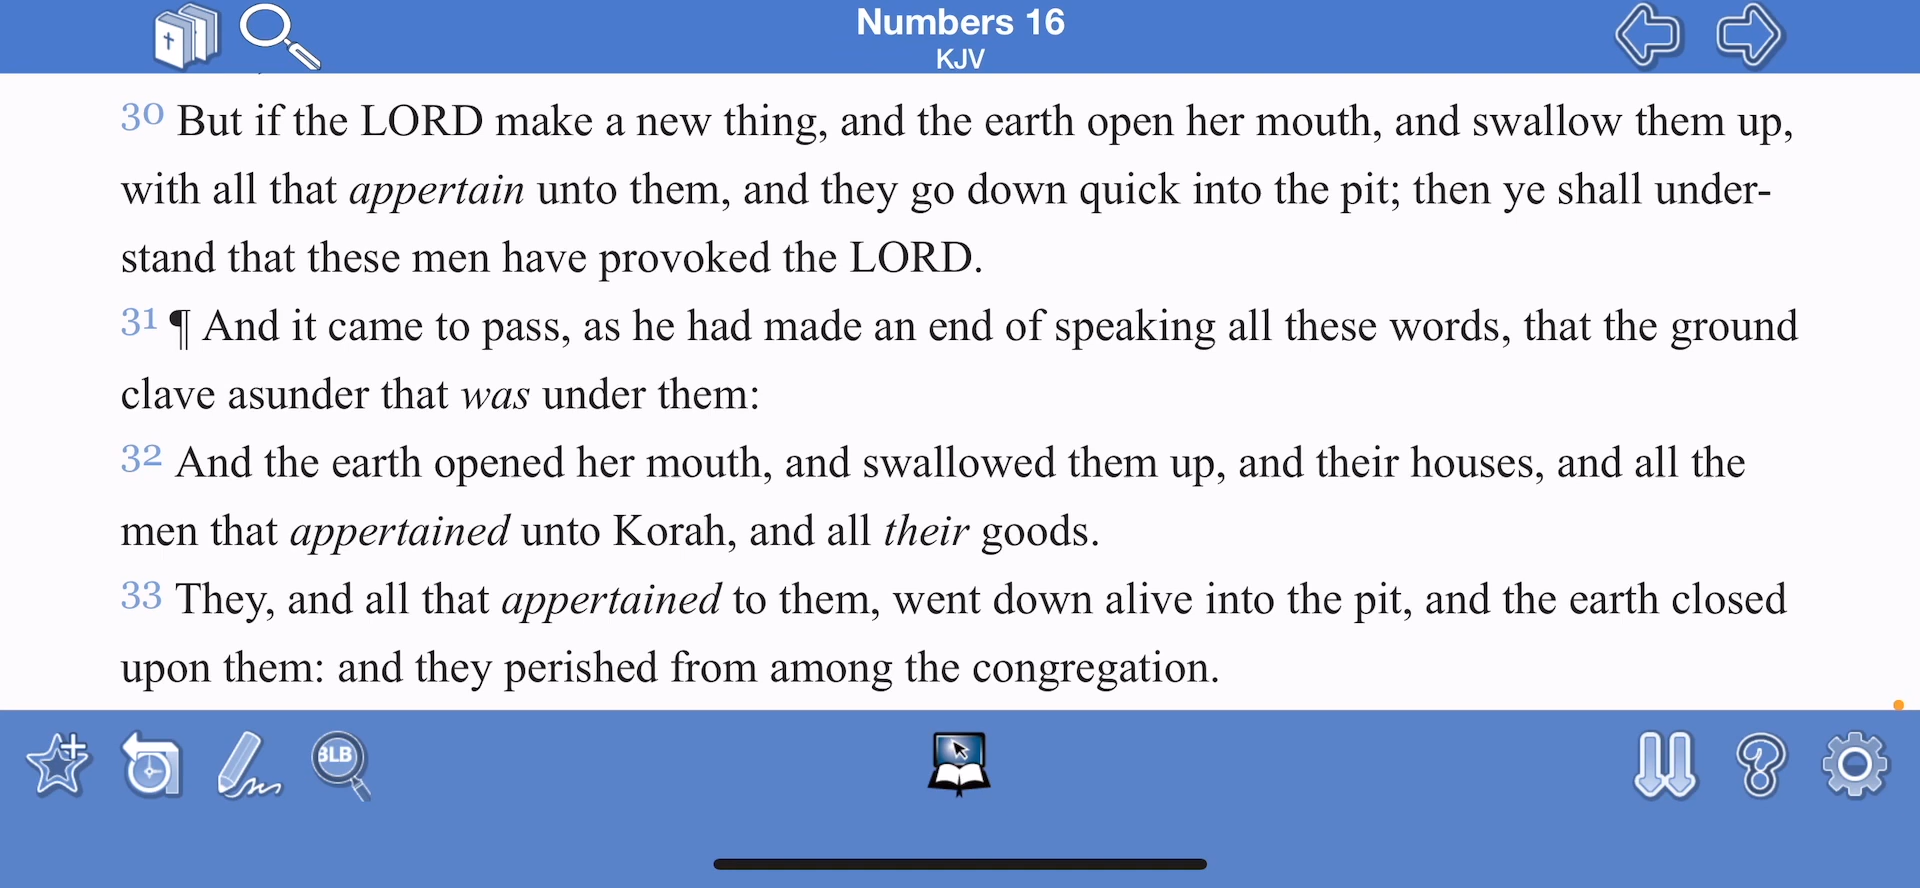 Numbers 16
KJV
30 But if the LORD make a new thing, and the earth open her mouth, and swallow them up,
with all that appertain unto them, and they go down quick into the pit; then ye shall under-
stand that these men have provoked the LORD.
31 ¶ And it came to pass, as he had made an end of speaking all these words, that the ground
clave asunder that was under them:
32 And the earth opened her mouth, and swallowed them up, and their houses, and all the
men that appertained unto Korah, and all their goods.
33 They, and all that appertained to them, went down alive into the pit, and the earth closed
upon them: and they perished from among the congregation.
BLB